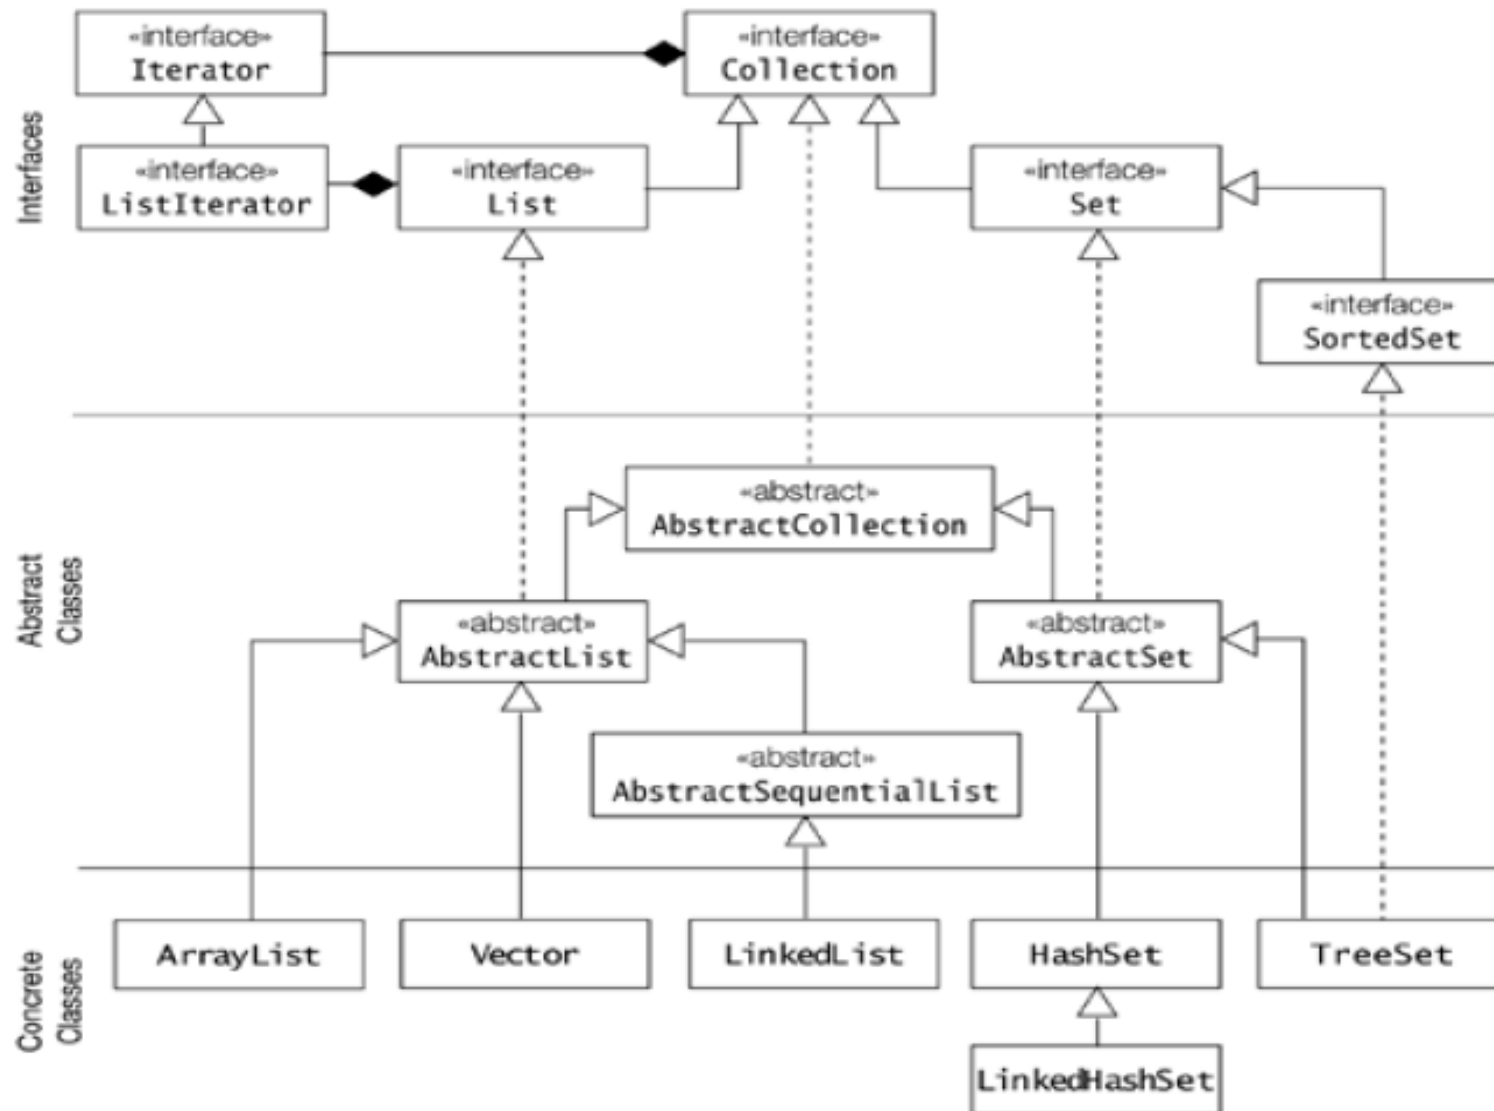 Interfaces
«interface»
Iterator
«interface»
Collection
«interface»
ListIterator
«interface»
List
«interface»
Set
«interface»
SortedSet
Abstract
Classes
«abstract»
AbstractCollection
«abstract»
AbstractList
«abstract»
AbstractSet
«abstract»
AbstractSequentialList
Concrete
Classes
ArrayList
Vector
LinkedList
HashSet
TreeSet
LinkedHashSet